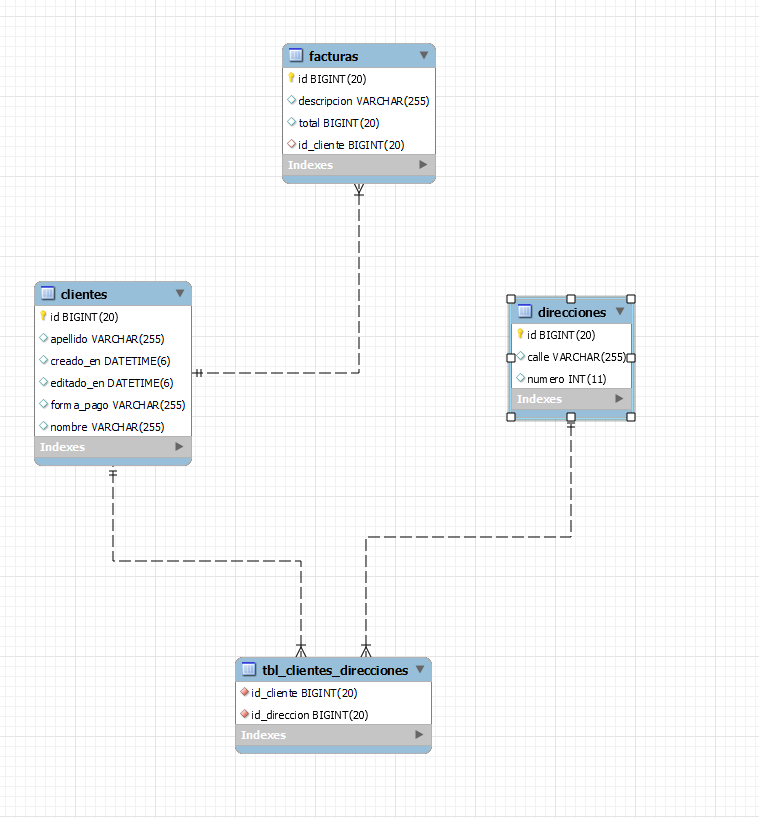 facturas
id BIGINT(20)
descripcion VARCHAR(255)
total BIGINT(20)
id_cliente BIGINT(20)
Indexes
clientes
id BIGINT(20)
apellido VARCHAR(255)
creado_en DATETIME(6)
editado_en DATETIME(6)
forma_pago VARCHAR(255)
nombre VARCHAR(255)
Indexes
direcciones
id BIGINT(20)
calle VARCHAR(255)
numero INT(11)
Indexes
tbl_clientes_direcciones
id_cliente BIGINT(20)
id_direccion BIGINT(20)
Indexes